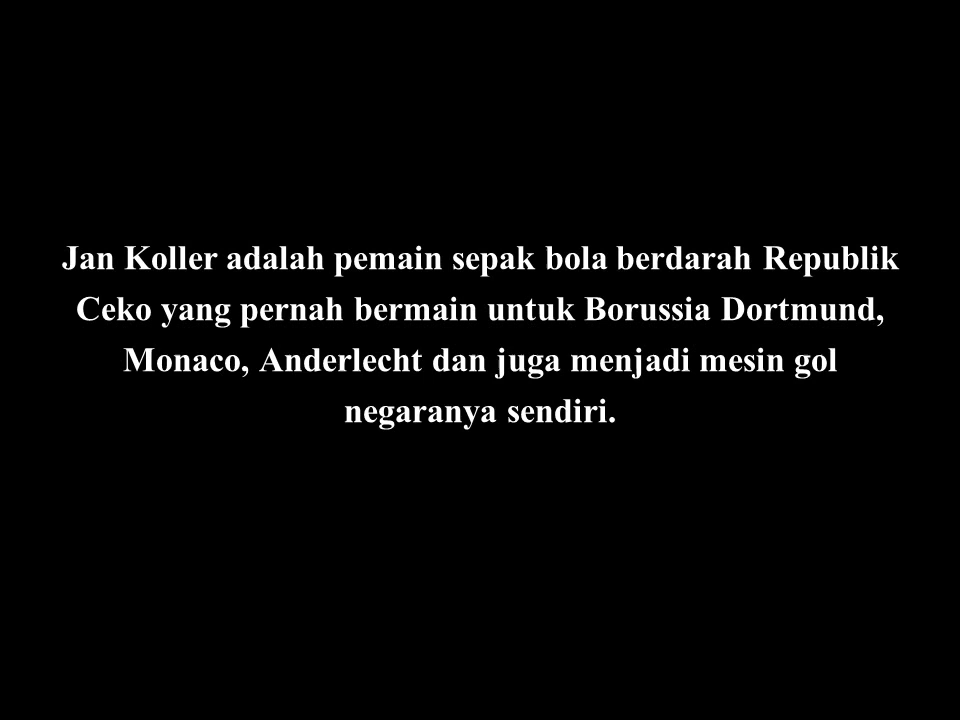 Jan Koller adalah pemain sepak bola berdarah Republik
Ceko yang pernah bermain untuk Borussia Dortmund,
Monaco, Anderlecht dan juga menjadi mesin gol
negaranya sendiri.